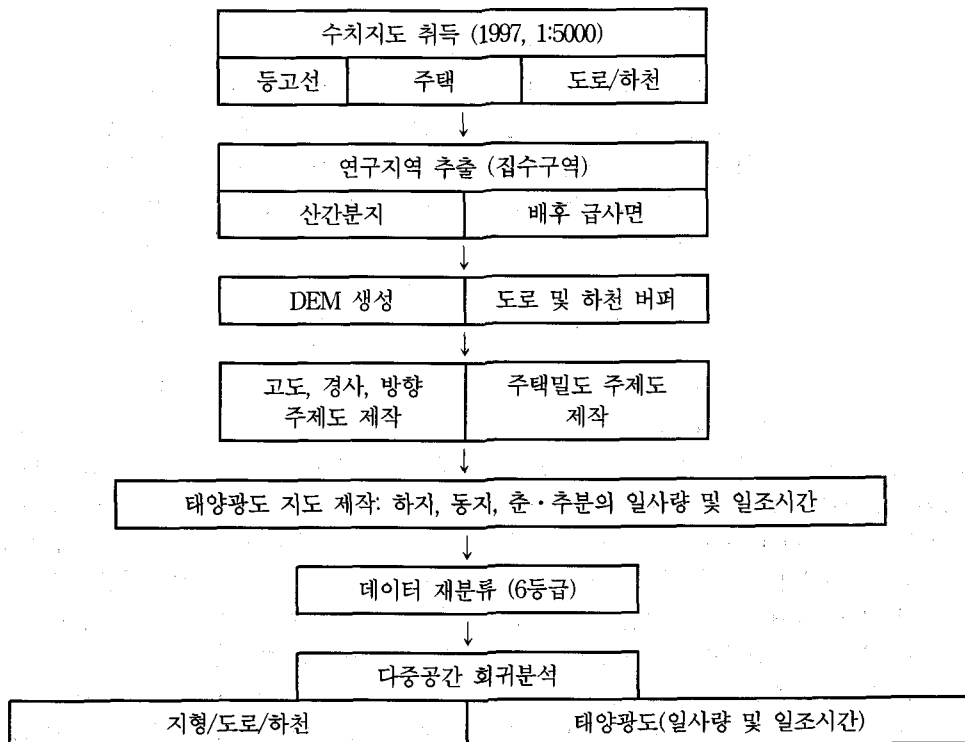 수치지도 취득 (1997, 1:5000)
등고선 주택 도로/하천
↓
연구지역 추출 (집수구역)
산간분지 배후 급사면
↓
DEM 생성 도로 및 하천 버퍼
↓
고도, 경사, 방향 주택밀도 주제도
주제도 제작 제작
↓
태양광도 지도 제작: 하지, 동지, 춘·추분의 일사량 및 일조시간
↓
데이터 재분류 (6등급)
↓
다중공간 회귀분석
지형/도로/하천 태양광도(일사량 및 일조시간)